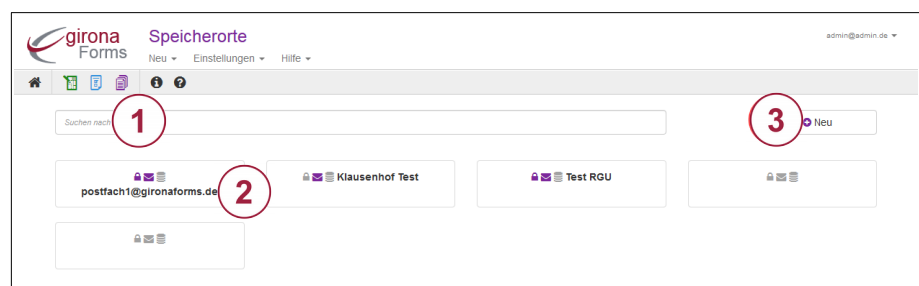 girona
Forms
Speicherorte
Neu Einstellungen Hilfe
admin@admin.de
Suchen nach
1
3
Neu
postfach1@gironaforms.de
2
Klausenhof Test
Test RGU